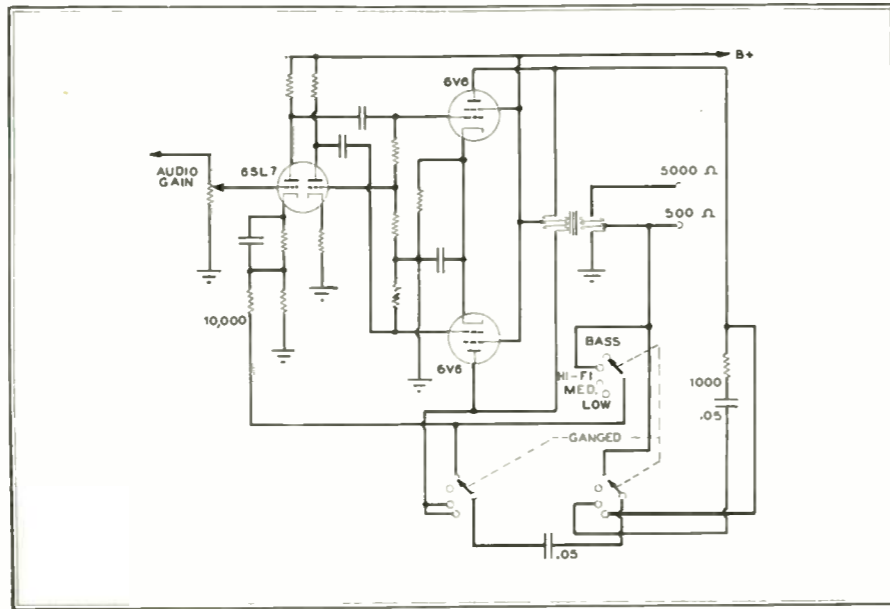 B+
6V6
5000 Ω
AUDIO
GAIN
6SL7
500 Ω
10,000
BASS
6V6
HI-FI
MED.
LOW
1000
.05
GANGED
.05